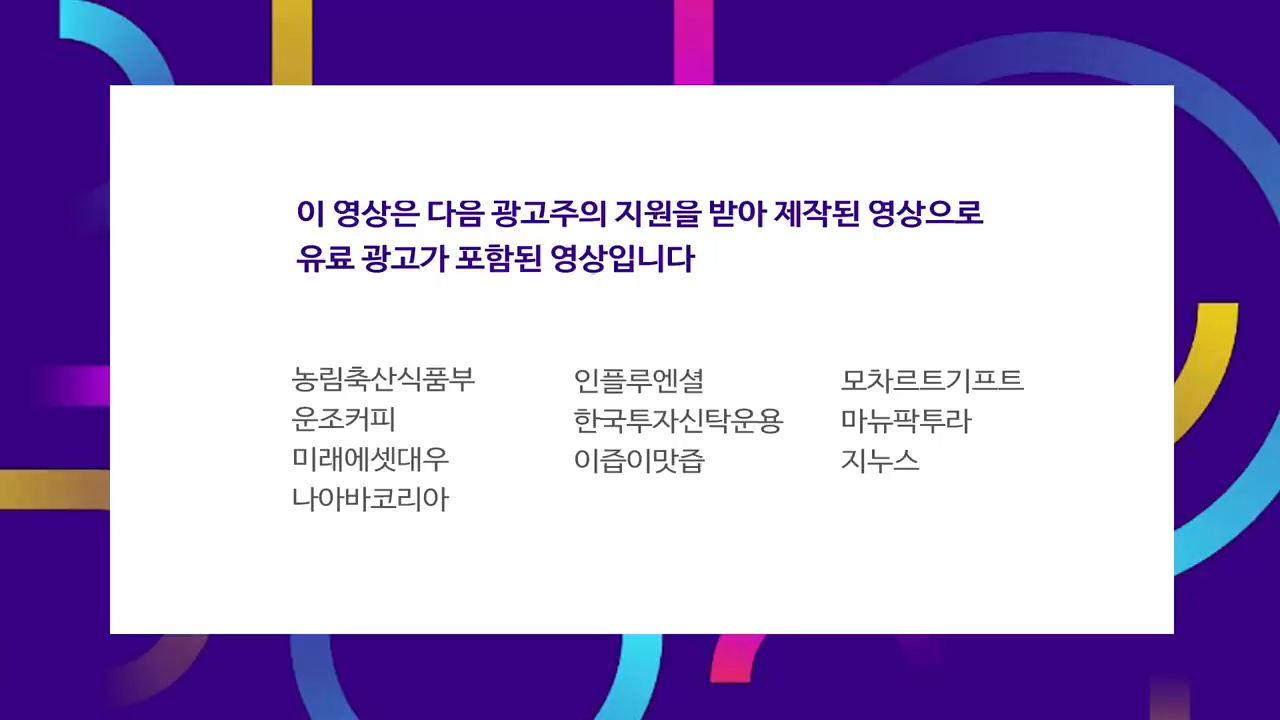 이 영상은 다음 광고주의 지원을 받아 제작된 영상으로
유료 광고가 포함된 영상입니다
농림축산식품부
운조커피
미래에셋대우
나아바코리아
인플루엔셜
한국투자신탁운용
이즙이맛즙
모차르트기프트
마뉴팍투라
지누스